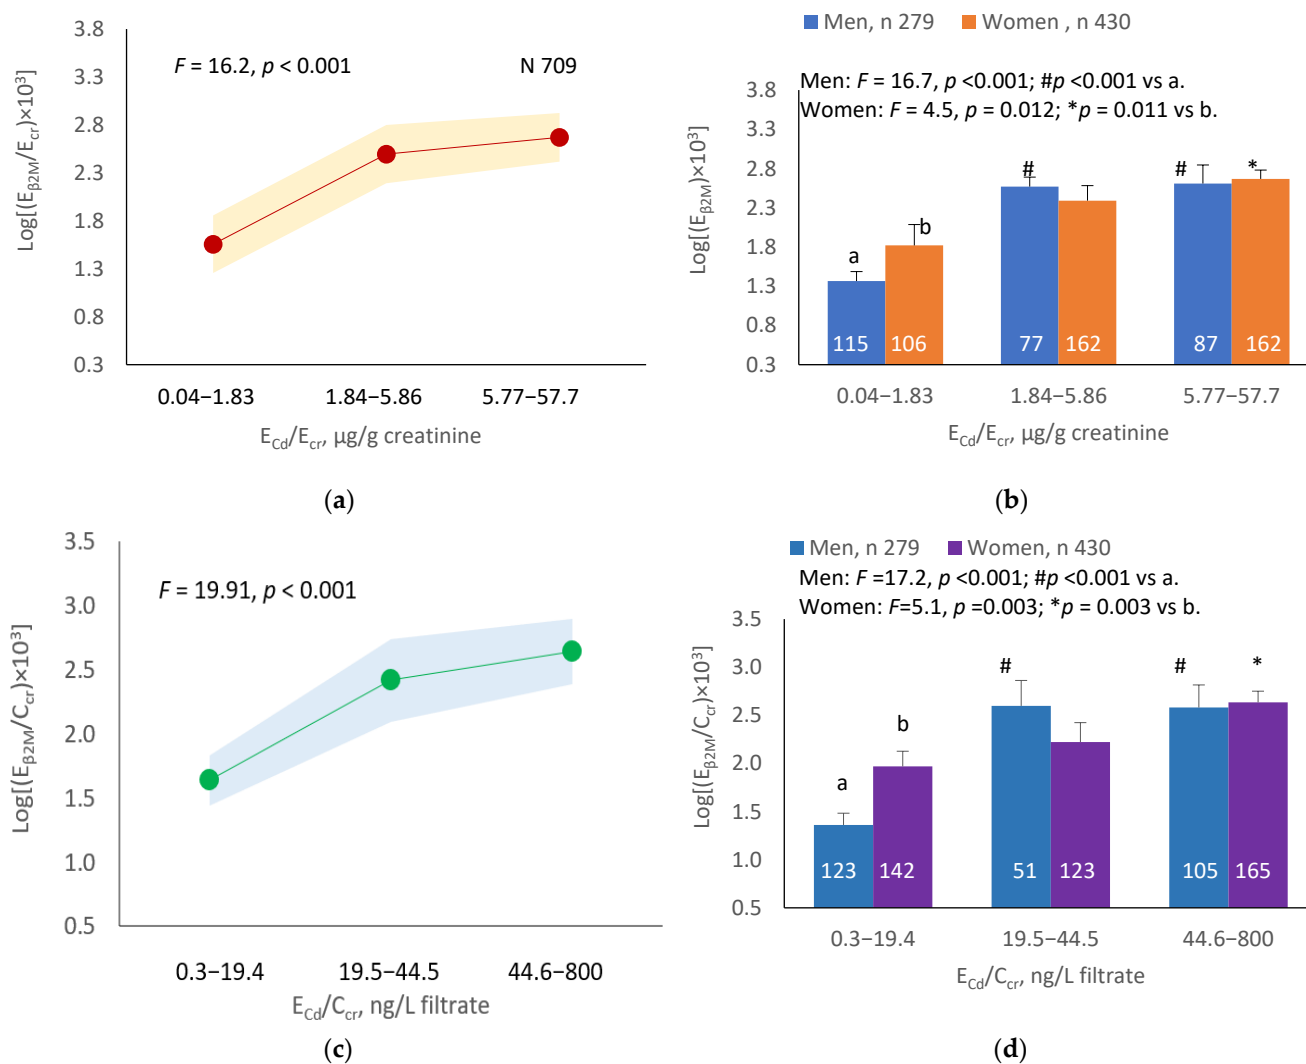 3.8
3.3
2.8
2.3
1.8
1.3
0.8
0.3
Log[(Eβ2M/Ecr)×10³]
F = 16.2, p < 0.001
N 709
0.04−1.83
1.84−5.86
5.77−57.7
ECd/Ecr, µg/g creatinine
(a)
Men, n 279
Women , n 430
Men: F = 16.7, p <0.001; #p <0.001 vs a.
Women: F = 4.5, p = 0.012; *p = 0.011 vs b.
3.8
3.3
2.8
2.3
1.8
1.3
0.8
0.3
Log[(Eβ2M)×10³]
a
b
#
#
*
115
106
77
162
87
162
0.04−1.83
1.84−5.86
5.77−57.7
ECd/Ecr, µg/g creatinine
(b)
3.5
3.0
2.5
2.0
1.5
1.0
0.5
Log[(Eβ2M/Ccr)×10³]
F = 19.91, p < 0.001
0.3−19.4
19.5−44.5
44.6−800
ECd/Ccr, ng/L filtrate
(c)
Men, n 279
Women, n 430
Men: F =17.2, p <0.001; #p <0.001 vs a.
Women: F=5.1, p =0.003; *p = 0.003 vs b.
3.5
3.0
2.5
2.0
1.5
1.0
0.5
Log[(Eβ2M/Ccr)×10³]
a
b
#
#
*
123
142
51
123
105
165
0.3−19.4
19.5−44.5
44.6−800
ECd/Ccr, ng/L filtrate
(d)